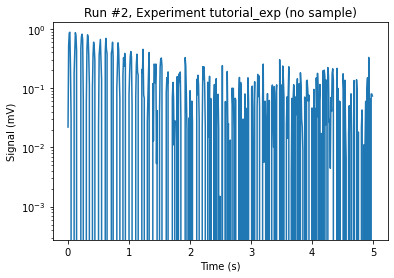 Run #2, Experiment tutorial_exp (no sample)
10⁰
10⁻¹
10⁻²
10⁻³
Signal (mV)
0 1 2 3 4 5
Time (s)